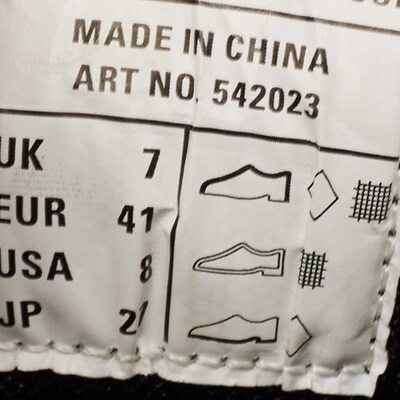 MADE IN CHINA
ART NO. 542023
UK 7
EUR 41
USA 8
JP